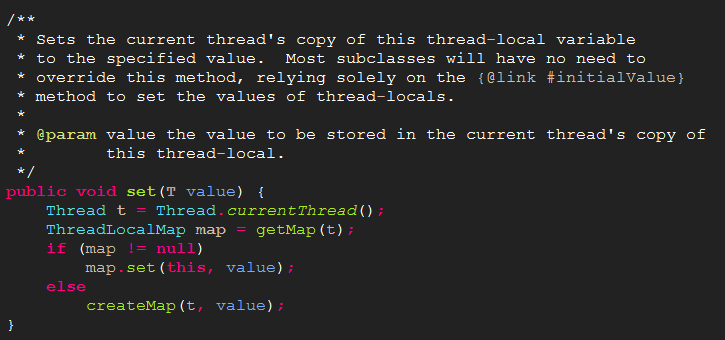 /**
 * Sets the current thread's copy of this thread-local variable
 * to the specified value.  Most subclasses will have no need to
 * override this method, relying solely on the {@link #initialValue}
 * method to set the values of thread-locals.
 *
 * @param value the value to be stored in the current thread's copy of
 *        this thread-local.
 */
public void set(T value) {
    Thread t = Thread.currentThread();
    ThreadLocalMap map = getMap(t);
    if (map != null)
        map.set(this, value);
    else
        createMap(t, value);
}